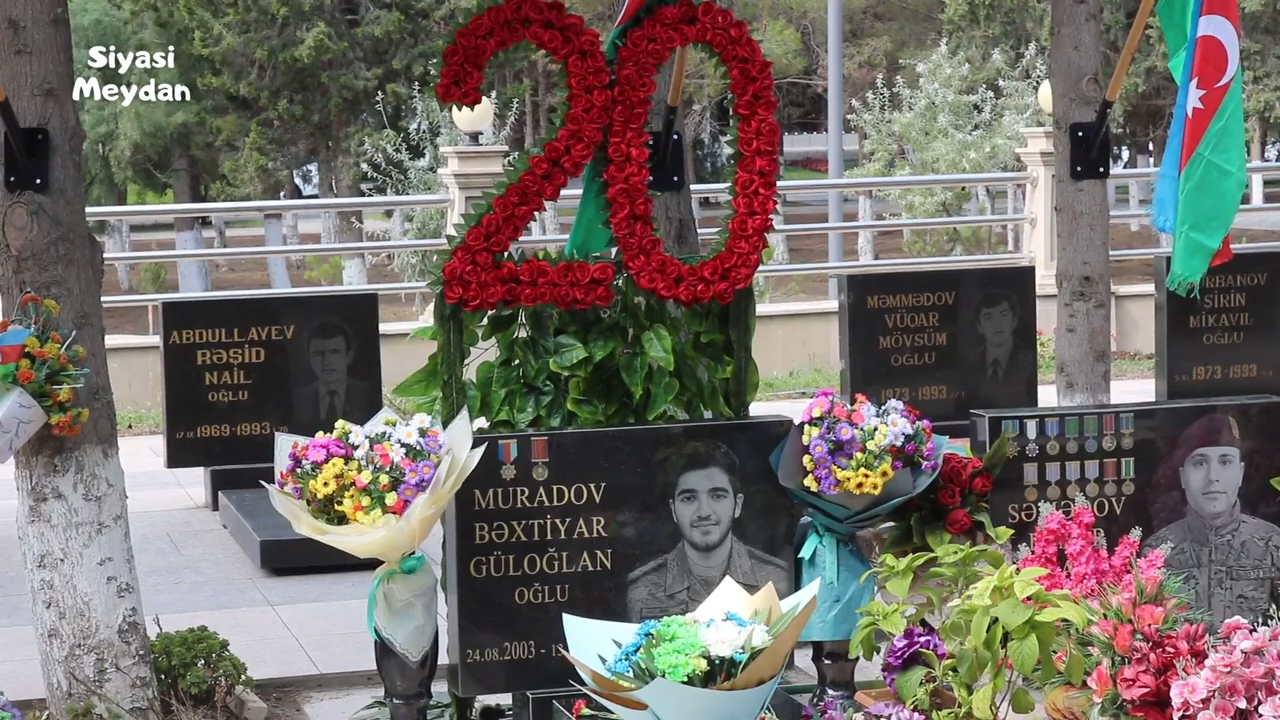 Siyasi
Meydan
20
ABDULLAYEV
RƏŞİD
NAİL
OĞLU
1969-1993
MƏMMƏDOV
VÜQAR
MÖVSÜM
OĞLU
1973-1993
ŞİRİN
MİKAYIL
OĞLU
1973-1993
MURADOV
BƏXTİYAR
GÜLOĞLAN
OĞLU
24.08.2003 -